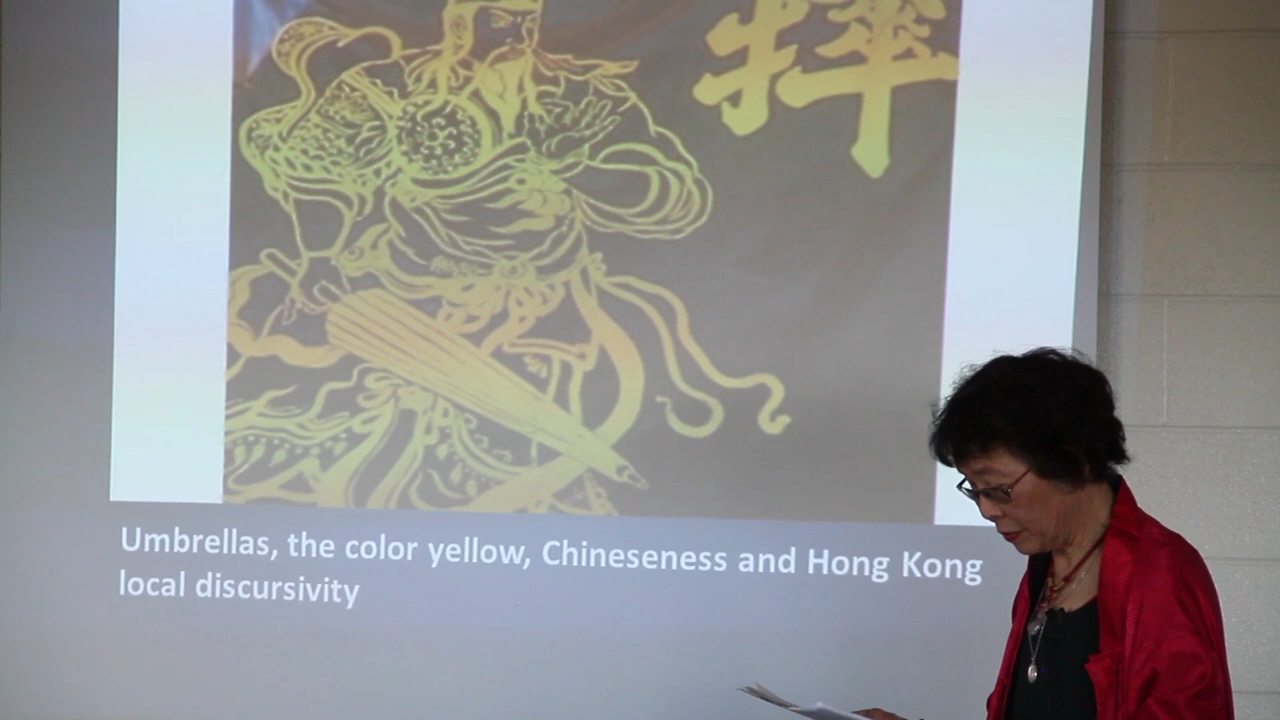 Umbrellas, the color yellow, Chineseness and Hong Kong
local discursivity